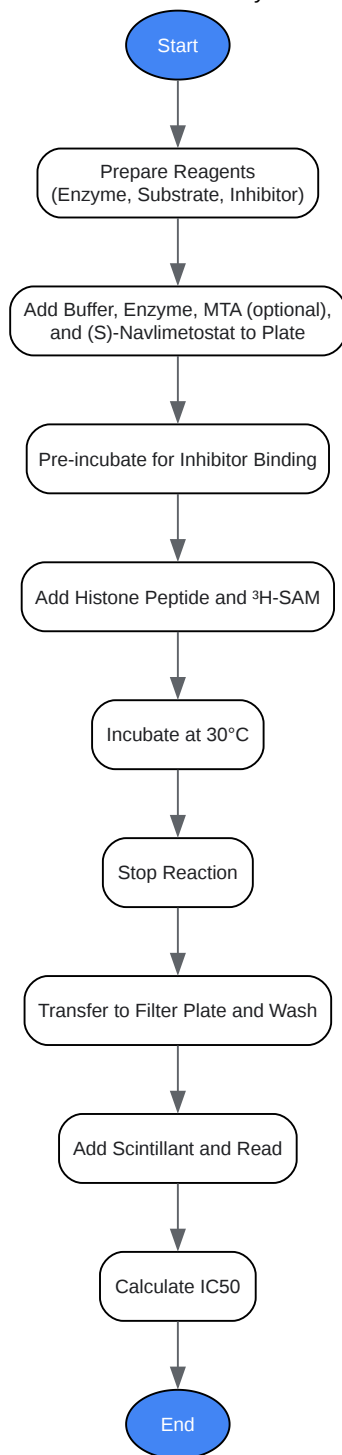 Start
Prepare Reagents
(Enzyme, Substrate, Inhibitor)
Add Buffer, Enzyme, MTA (optional),
and (S)-Navlimetostat to Plate
Pre-incubate for Inhibitor Binding
Add Histone Peptide and ³H-SAM
Incubate at 30°C
Stop Reaction
Transfer to Filter Plate and Wash
Add Scintillant and Read
Calculate IC50
End